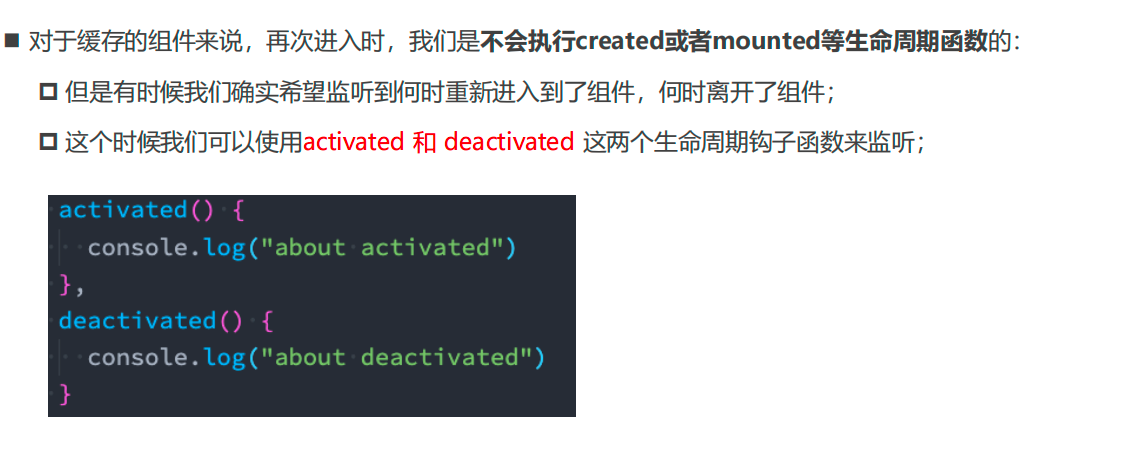 对于缓存的组件来说，再次进入时，我们是不会执行created或者mounted等生命周期函数的：
但是有时候我们确实希望监听到何时重新进入到了组件，何时离开了组件；
这个时候我们可以使用activated 和 deactivated 这两个生命周期钩子函数来监听；
activated() {
  console.log("about activated")
},
deactivated() {
  console.log("about deactivated")
}